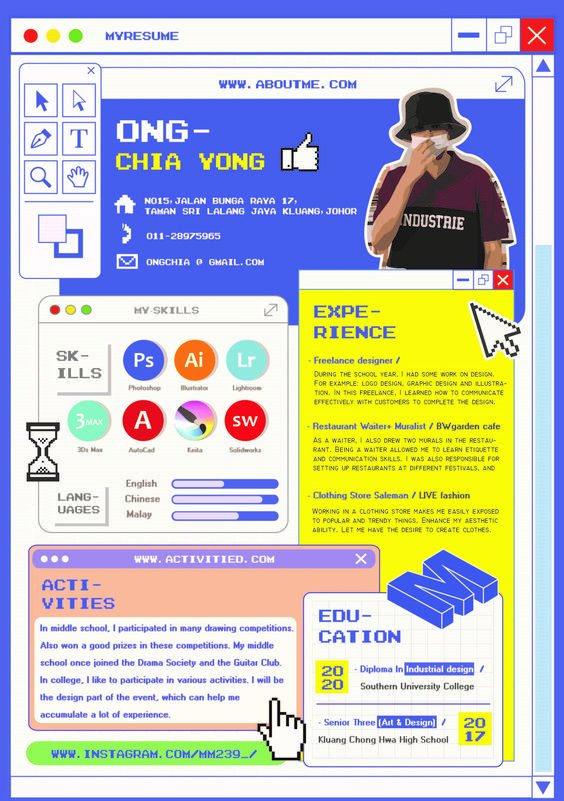 MYRESUME
WWW. ABOUTME. COM
ONG-
CHIA YONG
NO15, JALAN BUNGA RAYA 17,
TAMAN SRI LALANG JAYA KLUANG, JOHOR
011-28975965
ONGCHIA @ GMAIL.COM
INDUSTRIE
T
MY-SKILLS
SK-
ILLS
Ps
Ai
Lr
Photoshop
Illustrator
Lightroom
3MAX
A
SW
3Ds Max
AutoCad
Solidworks
LANG-
UAGES
English
Chinese
Malay
EXPE-
RIENCE
- Freelance designer /
DURING THE SCHOOL YEAR, I HAD SOME WORK ON DESIGN.
FOR EXAMPLE: LOGO DESIGN, GRAPHIC DESIGN AND ILLUSTRA-
TION. IN THIS FREELANCE, I LEARNED HOW TO COMMUNICATE
EFFECTIVELY WITH CUSTOMERS TO COMPLETE THE DESIGN.
- Restaurant Waiter+ Muralist / BWgarden cafe
AS A WAITER, I ALSO DREW TWO MURALS IN THE RESTAU-
RANT. BEING A WAITER ALLOWED ME TO LEARN ETIQUETTE
AND COMMUNICATION SKILLS. I WAS ALSO RESPONSIBLE FOR
SETTING UP RESTAURANTS AT DIFFERENT FESTIVALS, AND
- Clothing Store Saleman / LIVE fashion
WORKING IN A CLOTHING STORE MAKES ME EASILY EXPOSED
TO POPULAR AND TRENDY THINGS. ENHANCE MY AESTHETIC
ABILITY. LET ME HAVE THE DESIRE TO CREATE CLOTHES.
WWW.ACTIVITIED.COM
ACTI-
VITIES
In middle school, I participated in many drawing competitions.
Also won a good prizes in these competitions. My middle
school once joined the Drama Society and the Guitar Club.
In college, I like to participate in various activities. I will be
the design part of the event, which can help me
accumulate a lot of experience.
WWW.INSTAGRAM.COM/MM239_/
EDU-
CATION
2020
- Diploma In Industrial design /
Southern University College
- Senior Three (Art & Design) /
Kluang Chong Hwa High School
2017